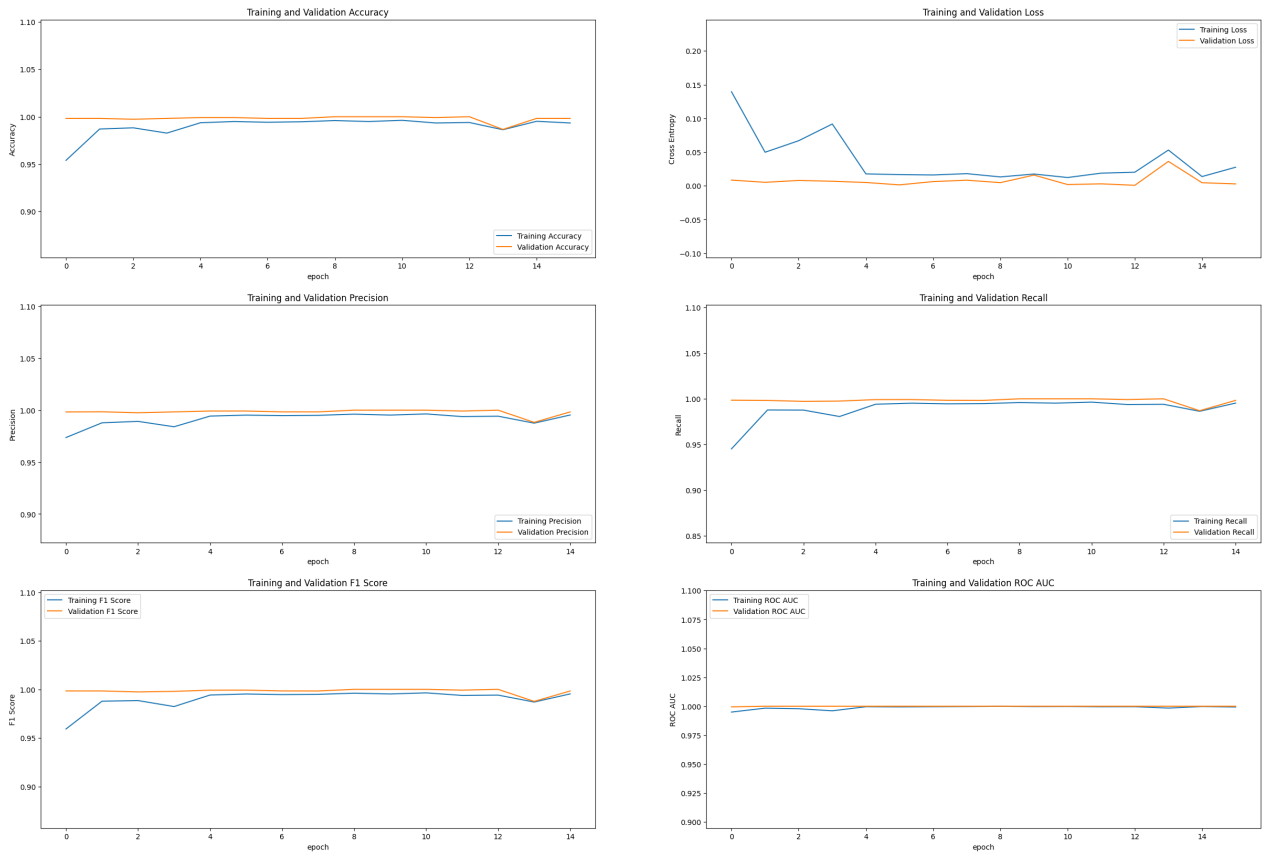 Training and Validation Accuracy
1.10
1.05
1.00
0.95
0.90
Accuracy
Training Accuracy
Validation Accuracy
0 2 4 6 8 10 12 14
epoch
Training and Validation Loss
0.20
0.15
0.10
0.05
0.00
−0.05
−0.10
Cross Entropy
Training Loss
Validation Loss
0 2 4 6 8 10 12 14
epoch
Training and Validation Precision
1.10
1.05
1.00
0.95
0.90
Precision
Training Precision
Validation Precision
0 2 4 6 8 10 12 14
epoch
Training and Validation Recall
1.10
1.05
1.00
0.95
0.90
0.85
Recall
Training Recall
Validation Recall
0 2 4 6 8 10 12 14
epoch
Training and Validation F1 Score
1.10
1.05
1.00
0.95
0.90
F1 Score
Training F1 Score
Validation F1 Score
0 2 4 6 8 10 12 14
epoch
Training and Validation ROC AUC
1.100
1.075
1.050
1.025
1.000
0.975
0.950
0.925
0.900
ROC AUC
Training ROC AUC
Validation ROC AUC
0 2 4 6 8 10 12 14
epoch